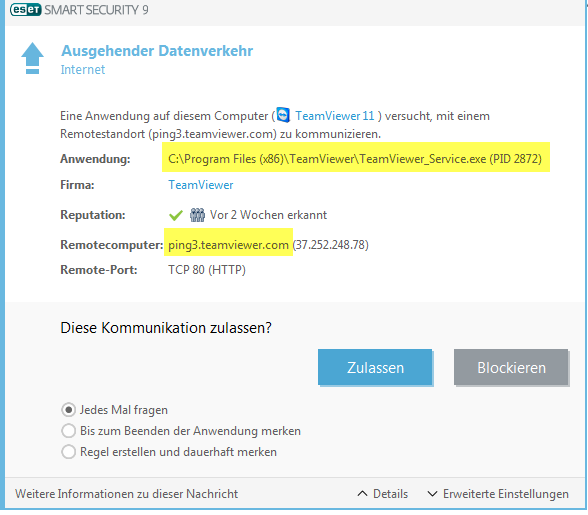 eset SMART SECURITY 9
Ausgehender Datenverkehr
Internet
Eine Anwendung auf diesem Computer ( TeamViewer 11 ) versucht, mit einem
Remotestandort (ping3.teamviewer.com) zu kommunizieren.
Anwendung: C:\Program Files (x86)\TeamViewer\TeamViewer_Service.exe (PID 2872)
Firma: TeamViewer
Reputation: Vor 2 Wochen erkannt
Remotecomputer: ping3.teamviewer.com (37.252.248.78)
Remote-Port: TCP 80 (HTTP)
Diese Kommunikation zulassen?
Zulassen Blockieren
Jedes Mal fragen
Bis zum Beenden der Anwendung merken
Regel erstellen und dauerhaft merken
Weitere Informationen zu dieser Nachricht Details Erweiterte Einstellungen